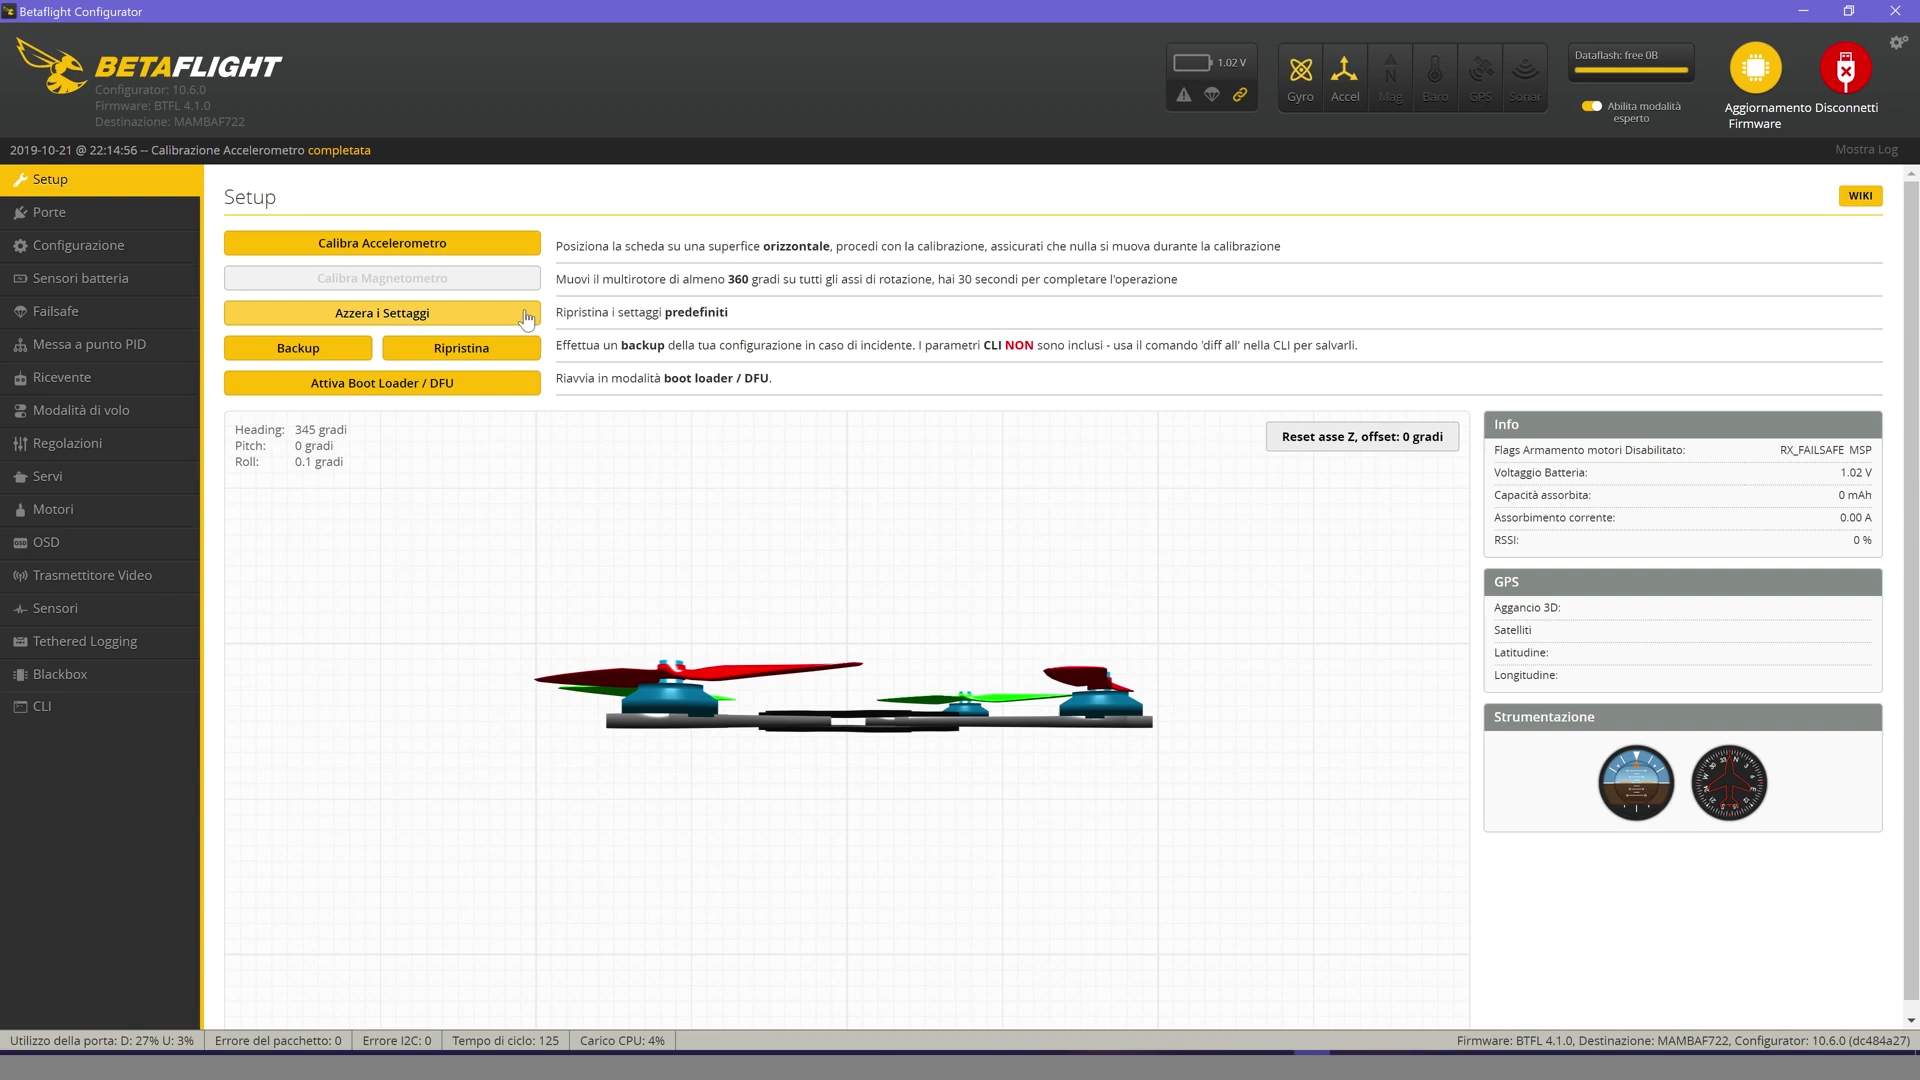 Betaflight Configurator
BETAFLIGHT
Configurator: 10.6.0
Firmware: BTFL 4.1.0
Destinazione: MAMBAF722
1.02 V
Gyro
Accel
Mag
Baro
GPS
Sonar
Dataflash: free 0B
Abilita modalità
esperto
Aggiornamento
Firmware
Disconnetti
2019-10-21 @ 22:14:56 -- Calibrazione Accelerometro completata
Mostra Log
Setup
Porte
Configurazione
Sensori batteria
Failsafe
Messa a punto PID
Ricevente
Modalità di volo
Regolazioni
Servi
Motori
OSD
Trasmettitore Video
Sensori
Tethered Logging
Blackbox
CLI
Setup
WIKI
Calibra Accelerometro
Posiziona la scheda su una superfice orizzontale, procedi con la calibrazione, assicurati che nulla si muova durante la calibrazione
Calibra Magnetometro
Muovi il multirotore di almeno 360 gradi su tutti gli assi di rotazione, hai 30 secondi per completare l'operazione
Azzera i Settaggi
Ripristina i settaggi predefiniti
Backup
Ripristina
Effettua un backup della tua configurazione in caso di incidente. I parametri CLI NON sono inclusi - usa il comando 'diff all' nella CLI per salvarli.
Attiva Boot Loader / DFU
Riavvia in modalità boot loader / DFU.
Heading: 345 gradi
Pitch: 0 gradi
Roll: 0.1 gradi
Reset asse Z, offset: 0 gradi
Info
Flags Armamento motori Disabilitato: RX_FAILSAFE MSP
Voltaggio Batteria: 1.02 V
Capacità assorbita: 0 mAh
Assorbimento corrente: 0.00 A
RSSI: 0 %
GPS
Aggancio 3D:
Satelliti
Latitudine:
Longitudine:
Strumentazione
Utilizzo della porta: D: 27% U: 3%
Errore del pacchetto: 0
Errore I2C: 0
Tempo di ciclo: 125
Carico CPU: 4%
Firmware: BTFL 4.1.0, Destinazione: MAMBAF722, Configurator: 10.6.0 (dc484a27)